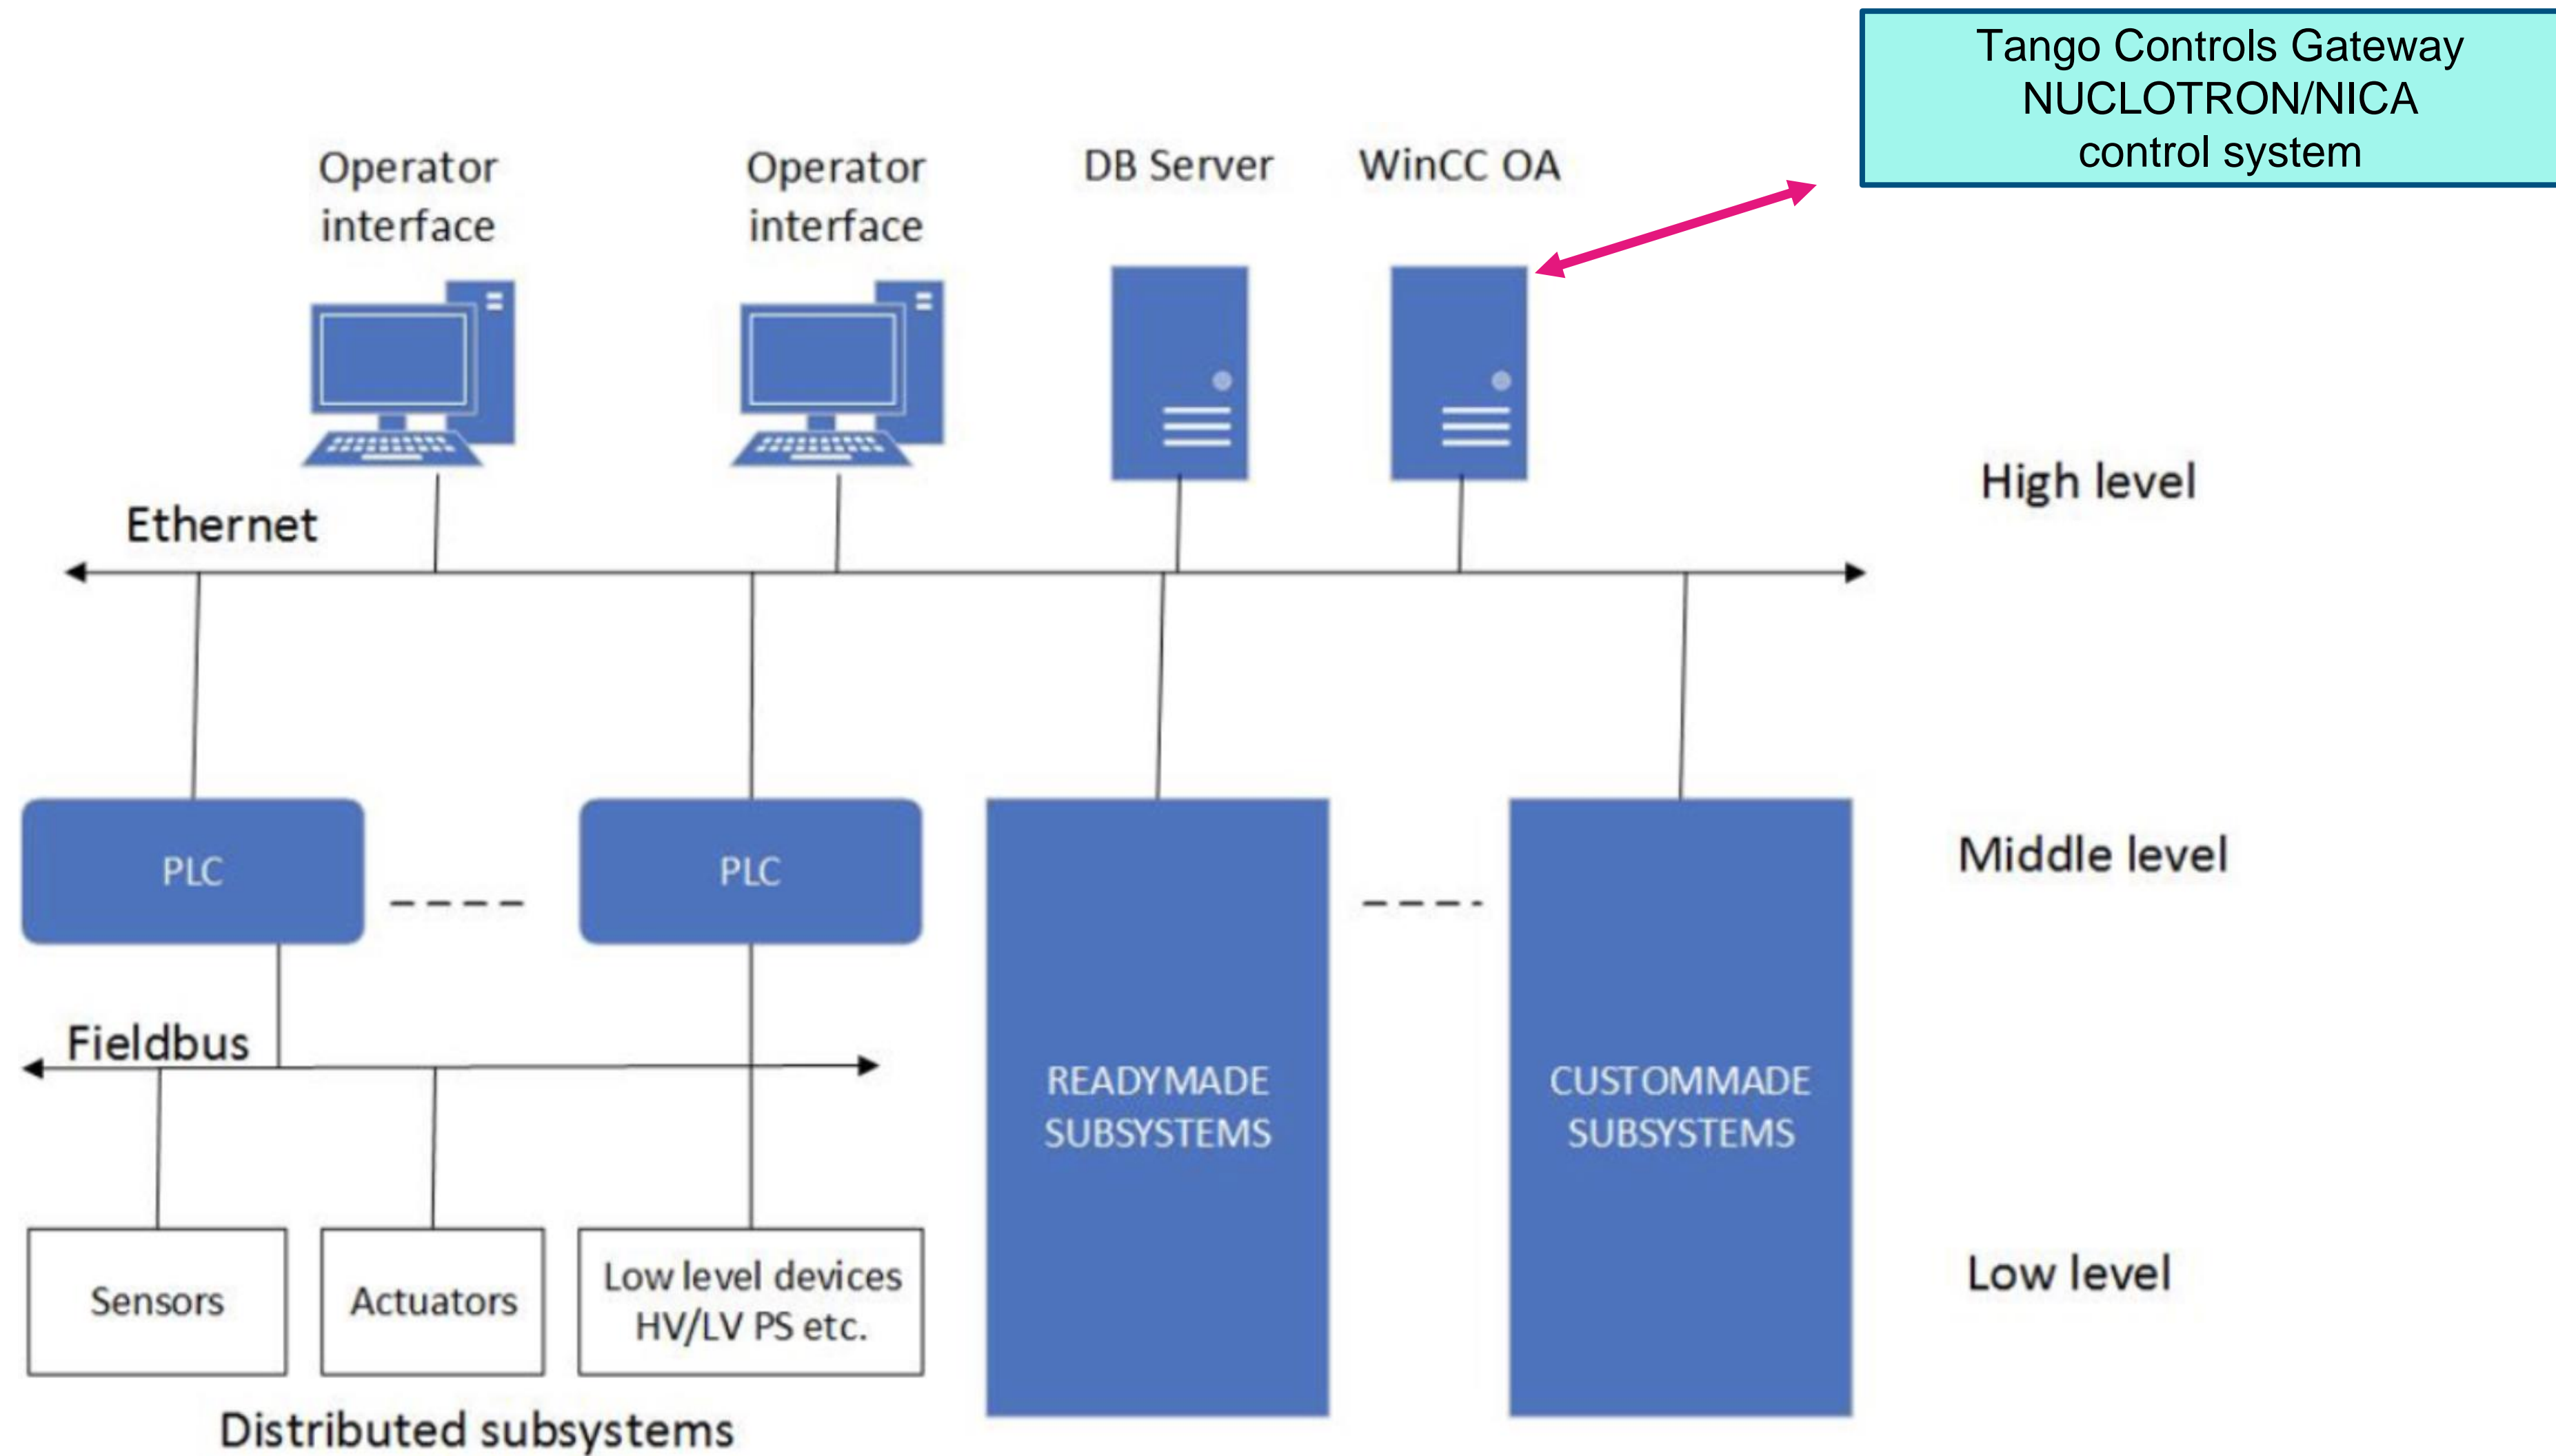 Tango Controls Gateway
NUCLOTRON/NICA
control system
Operator
interface
Operator
interface
DB Server
WinCC OA
High level
Ethernet
PLC
PLC
Middle level
Fieldbus
READYMADE
SUBSYSTEMS
CUSTOMMADE
SUBSYSTEMS
Sensors
Actuators
Low level devices
HV/LV PS etc.
Low level
Distributed subsystems